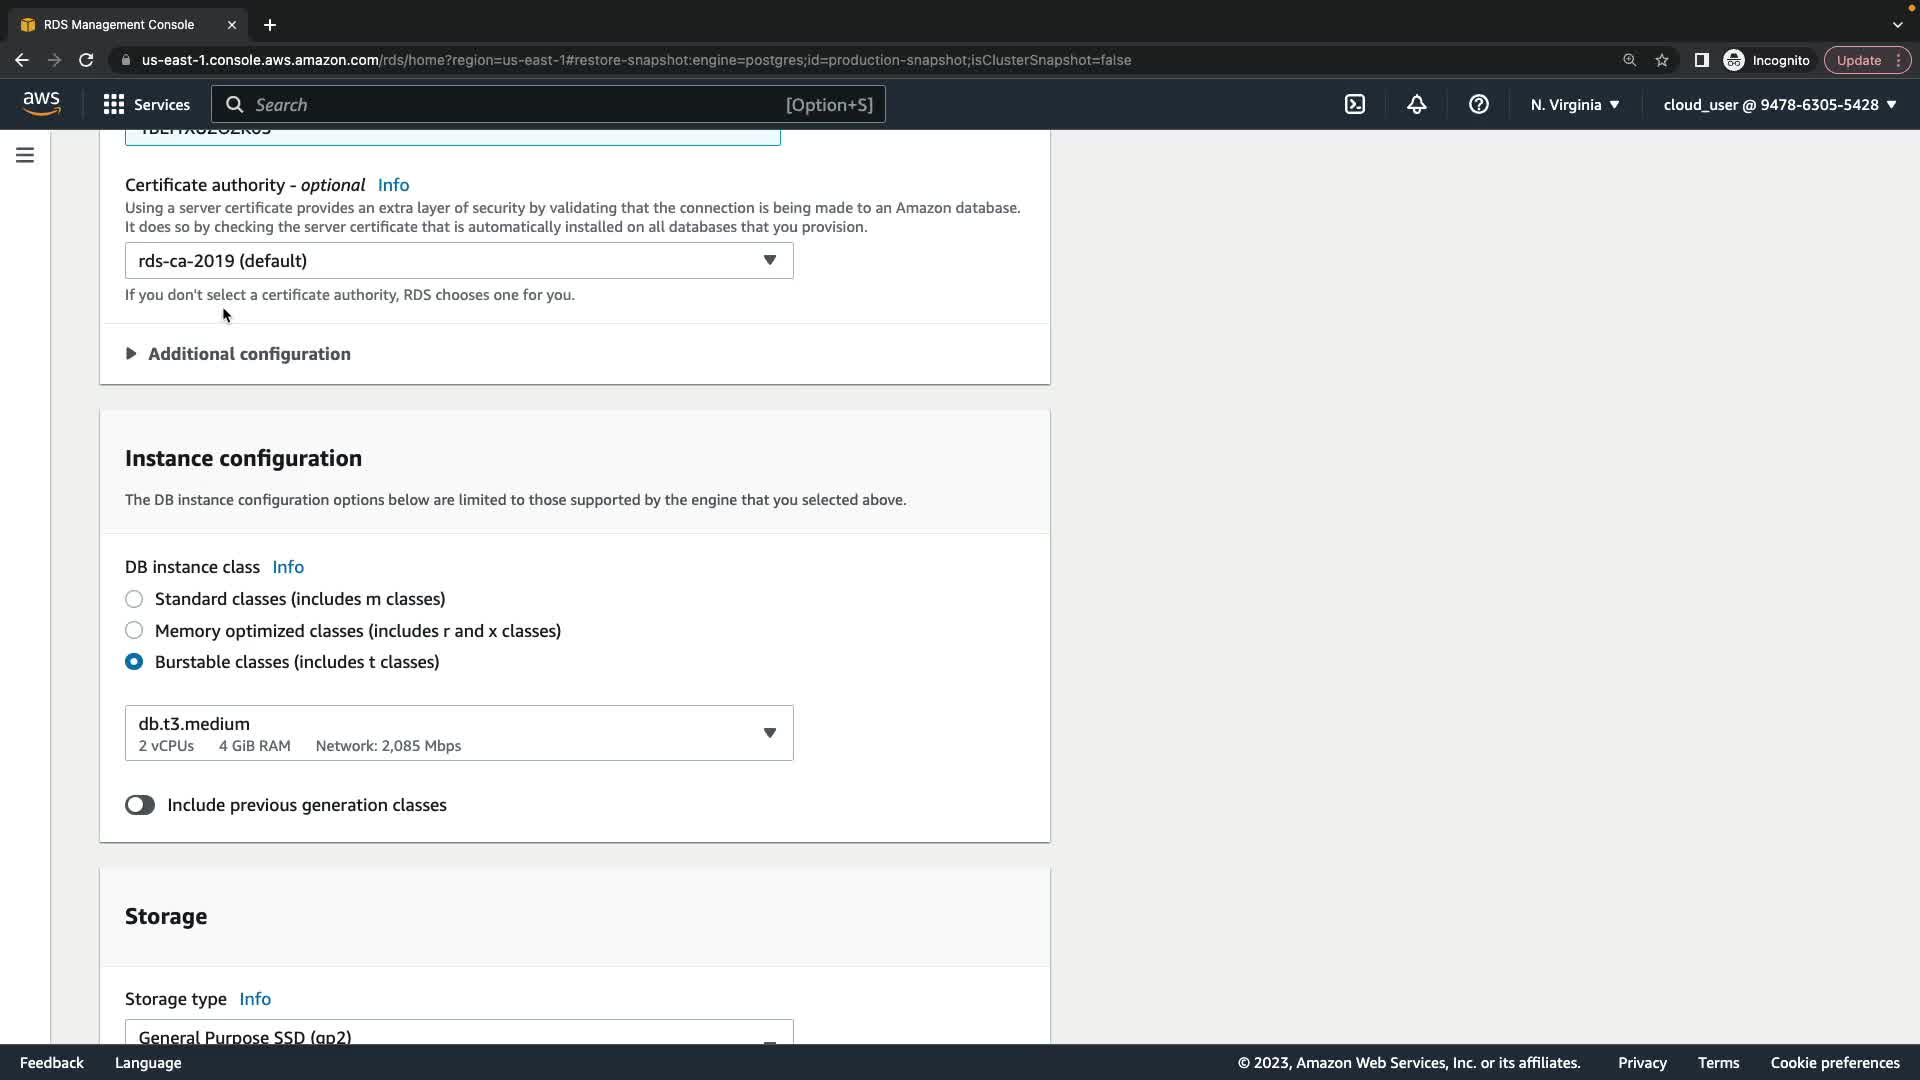 RDS Management Console
us-east-1.console.aws.amazon.com/rds/home?region=us-east-1#restore-snapshot:engine=postgres;id=production-snapshot;isClusterSnapshot=false
Incognito
Update
aws
Services
Search
[Option+S]
N. Virginia
cloud_user @ 9478-6305-5428
Certificate authority - optional Info
Using a server certificate provides an extra layer of security by validating that the connection is being made to an Amazon database.
It does so by checking the server certificate that is automatically installed on all databases that you provision.
rds-ca-2019 (default)
If you don't select a certificate authority, RDS chooses one for you.
Additional configuration
Instance configuration
The DB instance configuration options below are limited to those supported by the engine that you selected above.
DB instance class Info
Standard classes (includes m classes)
Memory optimized classes (includes r and x classes)
Burstable classes (includes t classes)
db.t3.medium
2 vCPUs 4 GiB RAM Network: 2,085 Mbps
Include previous generation classes
Storage
Storage type Info
General Purpose SSD (gp2)
Feedback Language © 2023, Amazon Web Services, Inc. or its affiliates. Privacy Terms Cookie preferences